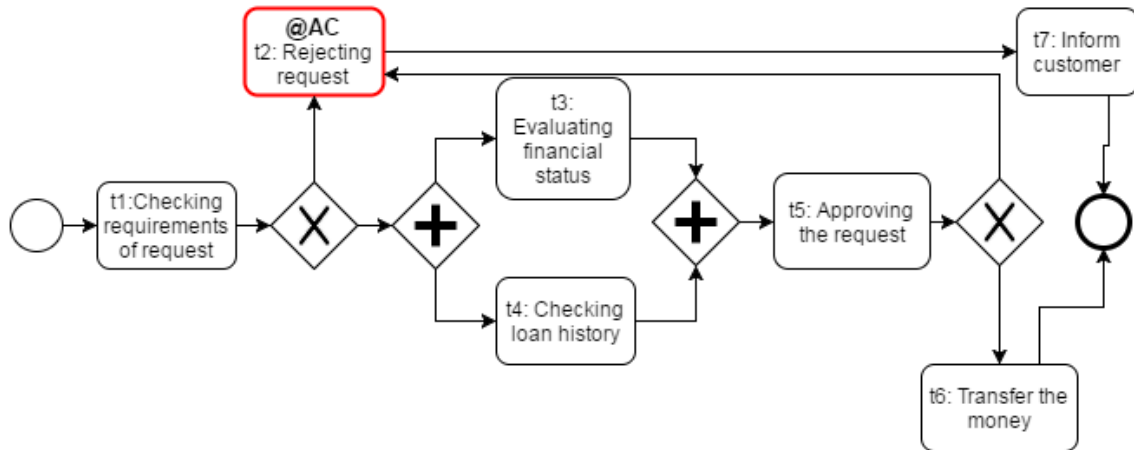 @AC
t2: Rejecting
request
t7: Inform
customer
t3:
Evaluating
financial
status
t1:Checking
requirements
of request
t5: Approving
the request
t4: Checking
loan history
t6: Transfer the
money